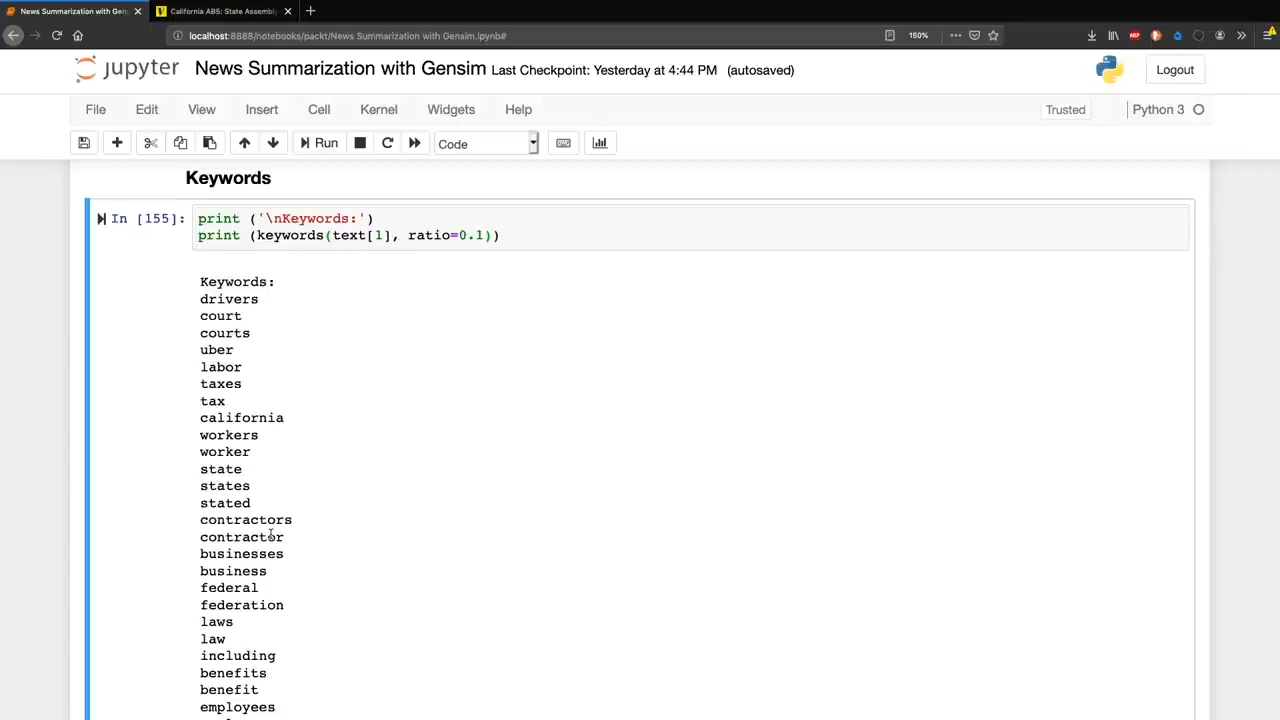 News Summarization with Gen
California AB5: State Assembly
localhost:8888/notebooks/packt/News Summarization with Gensim.ipynb#
150%
jupyter News Summarization with Gensim Last Checkpoint: Yesterday at 4:44 PM (autosaved)
Logout
File Edit View Insert Cell Kernel Widgets Help
Trusted
Python 3
Run
Code
Keywords
In [155]: print ('\nKeywords:')
print (keywords(text[1], ratio=0.1))
Keywords:
drivers
court
courts
uber
labor
taxes
tax
california
workers
worker
state
states
stated
contractors
contractor
businesses
business
federal
federation
laws
law
including
benefits
benefit
employees